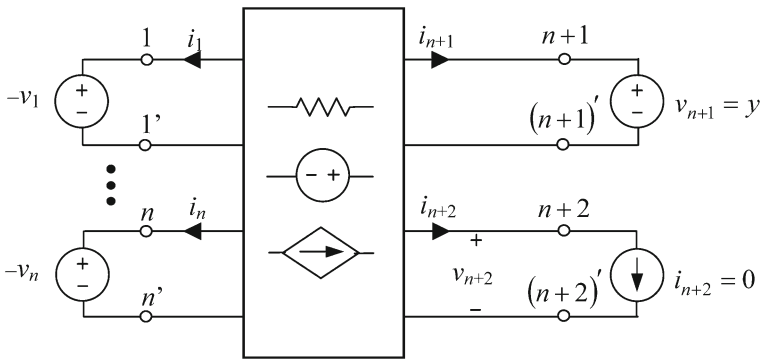 1
i₁
iₙ₊₁
n+1
–v₁
+
–
+
–
vₙ₊₁ = y
1’
(n+1)′
– +
n
iₙ
iₙ₊₂
n+2
–vₙ
+
–
+
vₙ₊₂
–
iₙ₊₂ = 0
n’
(n+2)′